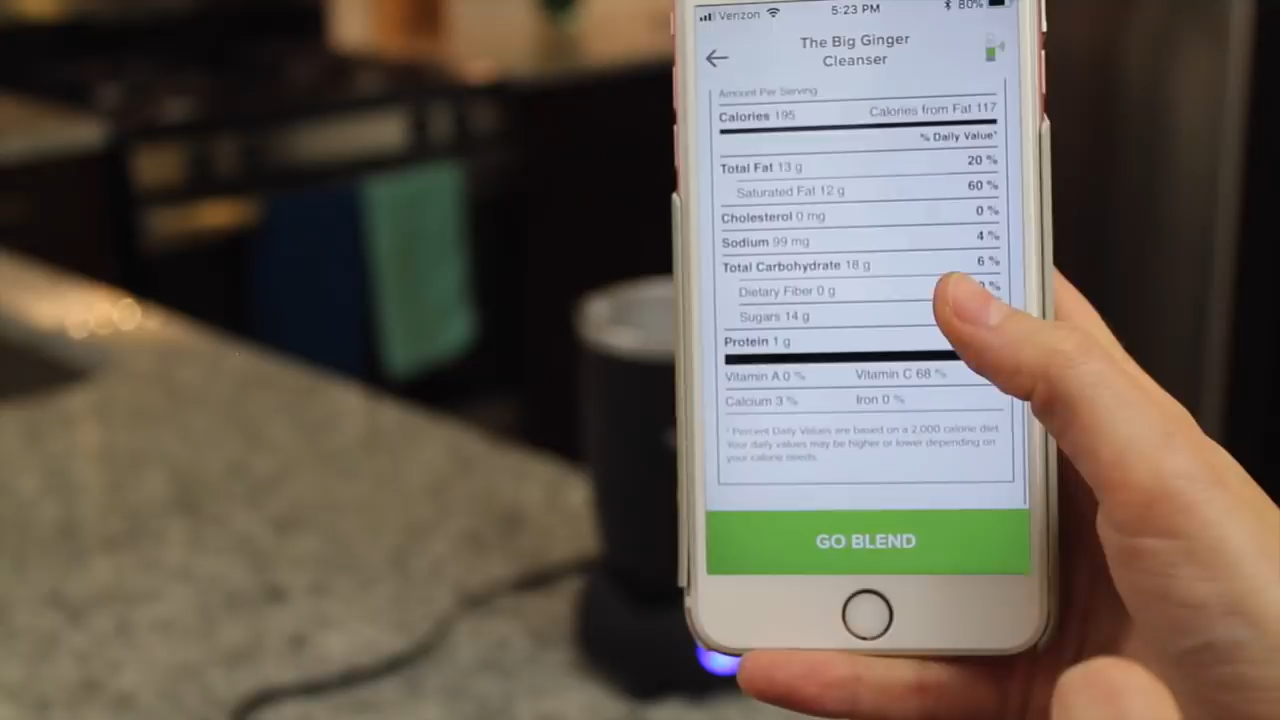 Verizon 5:23 PM 80%
The Big Ginger
Cleanser
Amount Per Serving
Calories 195 Calories from Fat 117
% Daily Value*
Total Fat 13 g 20 %
Saturated Fat 12 g 60 %
Cholesterol 0 mg 0 %
Sodium 99 mg 4 %
Total Carbohydrate 18 g 6 %
Dietary Fiber 0 g %
Sugars 14 g
Protein 1 g
Vitamin A 0 % Vitamin C 68 %
Calcium 3 % Iron 0 %
* Percent Daily Values are based on a 2,000 calorie diet.
Your daily values may be higher or lower depending on
your calorie needs.
GO BLEND